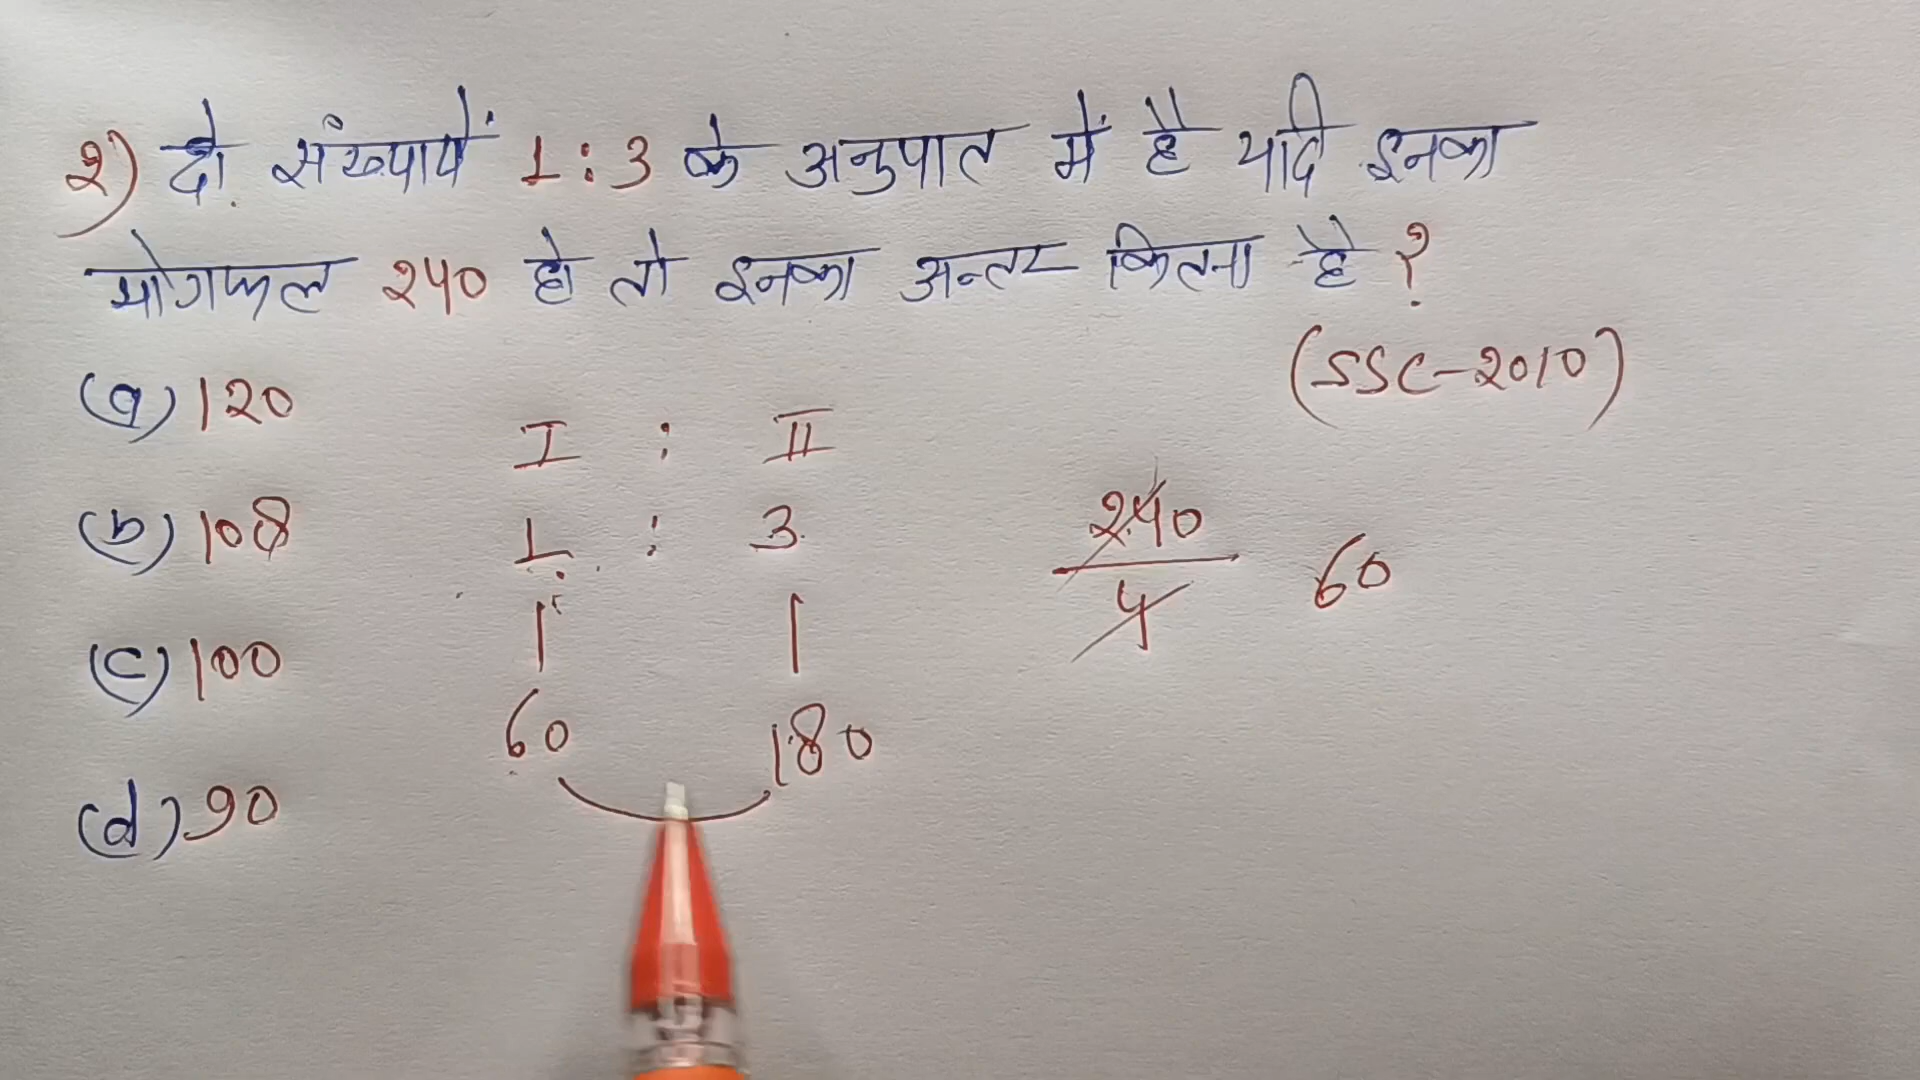 2) दो संख्यायें 1 : 3 के अनुपात में है यदि इनका
योगफल 240 हो तो इनका अन्तर कितना है ?
(SSC-2010)
(a) 120
I : II
(b) 108
1 : 3
240
4
60
(c) 100
60 180
(d) 90